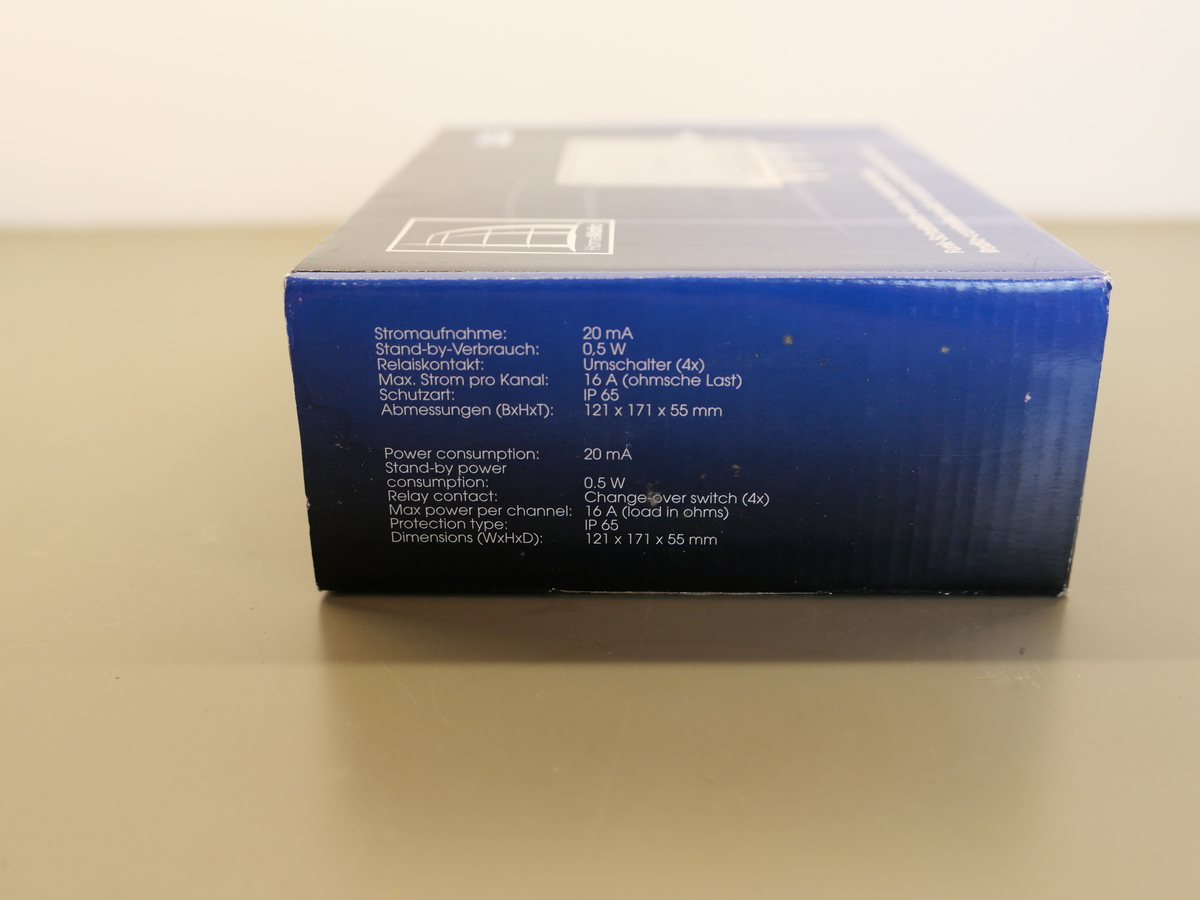 Stromaufnahme: 20 mA
Stand-by-Verbrauch: 0,5 W
Relaiskontakt: Umschalter (4x)
Max. Strom pro Kanal: 16 A (ohmsche Last)
Schutzart: IP 65
Abmessungen (BxHxT): 121 x 171 x 55 mm
Power consumption: 20 mA
Stand-by power
consumption: 0.5 W
Relay contact: Change-over switch (4x)
Max power per channel: 16 A (load in ohms)
Protection type: IP 65
Dimensions (WxHxD): 121 x 171 x 55 mm